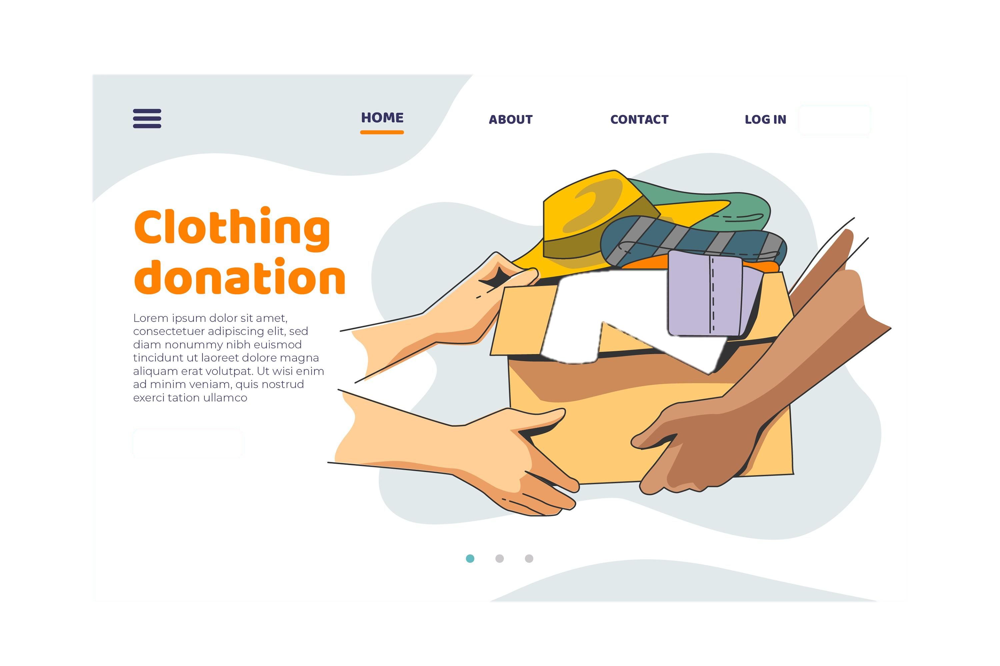 HOME ABOUT CONTACT LOG IN
Clothing
donation
Lorem ipsum dolor sit amet,
consectetuer adipiscing elit, sed
diam nonummy nibh euismod
tincidunt ut laoreet dolore magna
aliquam erat volutpat. Ut wisi enim
ad minim veniam, quis nostrud
exerci tation ullamco